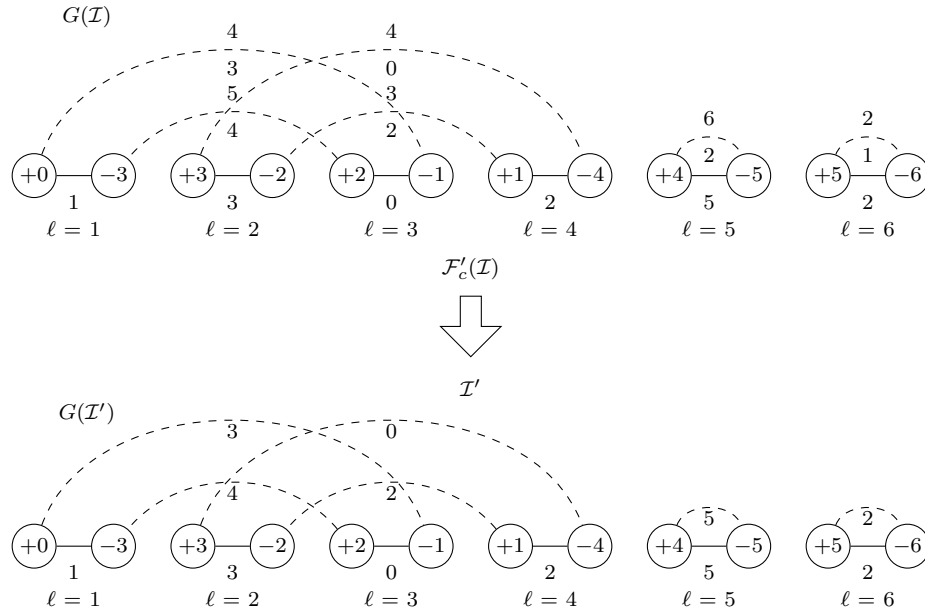 G(I)
4 4
3 0
5 3 6 2
4 2 2 1
+0 −3 +3 −2 +2 −1 +1 −4 +4 −5 +5 −6
1 3 0 2 5 2
ℓ = 1 ℓ = 2 ℓ = 3 ℓ = 4 ℓ = 5 ℓ = 6
F′c(I)
I′
G(I′)
3 0
4 2 5 2
+0 −3 +3 −2 +2 −1 +1 −4 +4 −5 +5 −6
1 3 0 2 5 2
ℓ = 1 ℓ = 2 ℓ = 3 ℓ = 4 ℓ = 5 ℓ = 6